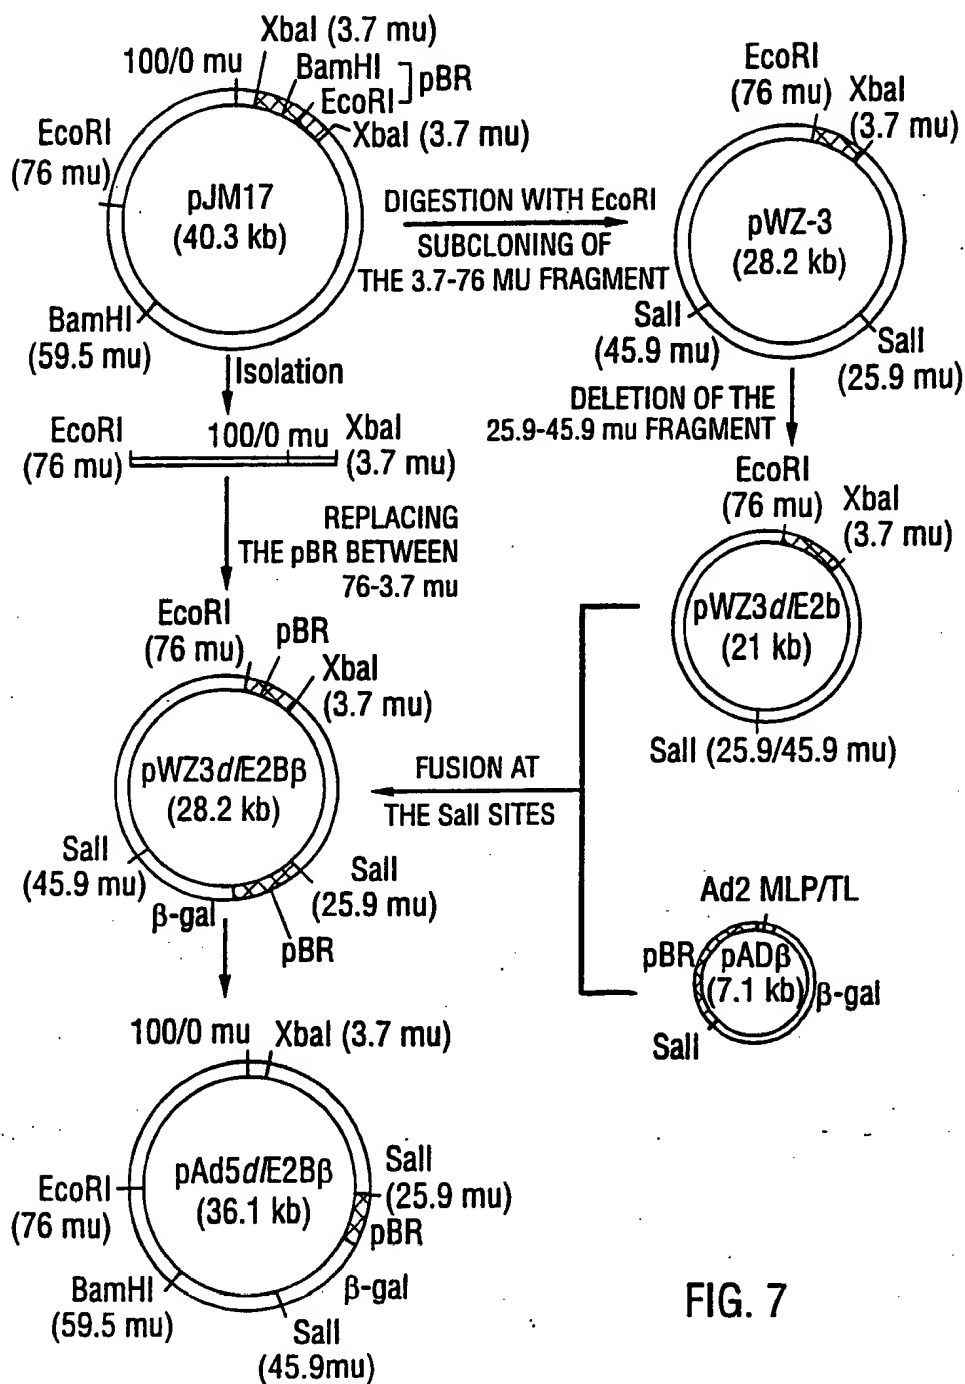 XbaI (3.7 mu)
100/0 mu
BamHI
EcoRI
pBR
XbaI (3.7 mu)
EcoRI
(76 mu)
pJM17
(40.3 kb)
BamHI
(59.5 mu)
DIGESTION WITH EcoRI
SUBCLONING OF
THE 3.7-76 MU FRAGMENT
EcoRI
(76 mu)
XbaI
(3.7 mu)
pWZ-3
(28.2 kb)
SalI
(45.9 mu)
SalI
(25.9 mu)
Isolation
EcoRI
(76 mu)
100/0 mu
XbaI
(3.7 mu)
DELETION OF THE
25.9-45.9 mu FRAGMENT
REPLACING
THE pBR BETWEEN
76-3.7 mu
EcoRI
(76 mu)
XbaI
(3.7 mu)
pWZ3dlE2b
(21 kb)
SalI (25.9/45.9 mu)
EcoRI
(76 mu)
pBR
XbaI
(3.7 mu)
pWZ3dlE2Bβ
(28.2 kb)
SalI
(45.9 mu)
β-gal
pBR
SalI
(25.9 mu)
FUSION AT
THE SalI SITES
Ad2 MLP/TL
pBR
pADβ
(7.1 kb)
β-gal
SalI
100/0 mu
XbaI (3.7 mu)
EcoRI
(76 mu)
pAd5dlE2Bβ
(36.1 kb)
SalI
(25.9 mu)
pBR
β-gal
BamHI
(59.5 mu)
SalI
(45.9mu)
FIG. 7